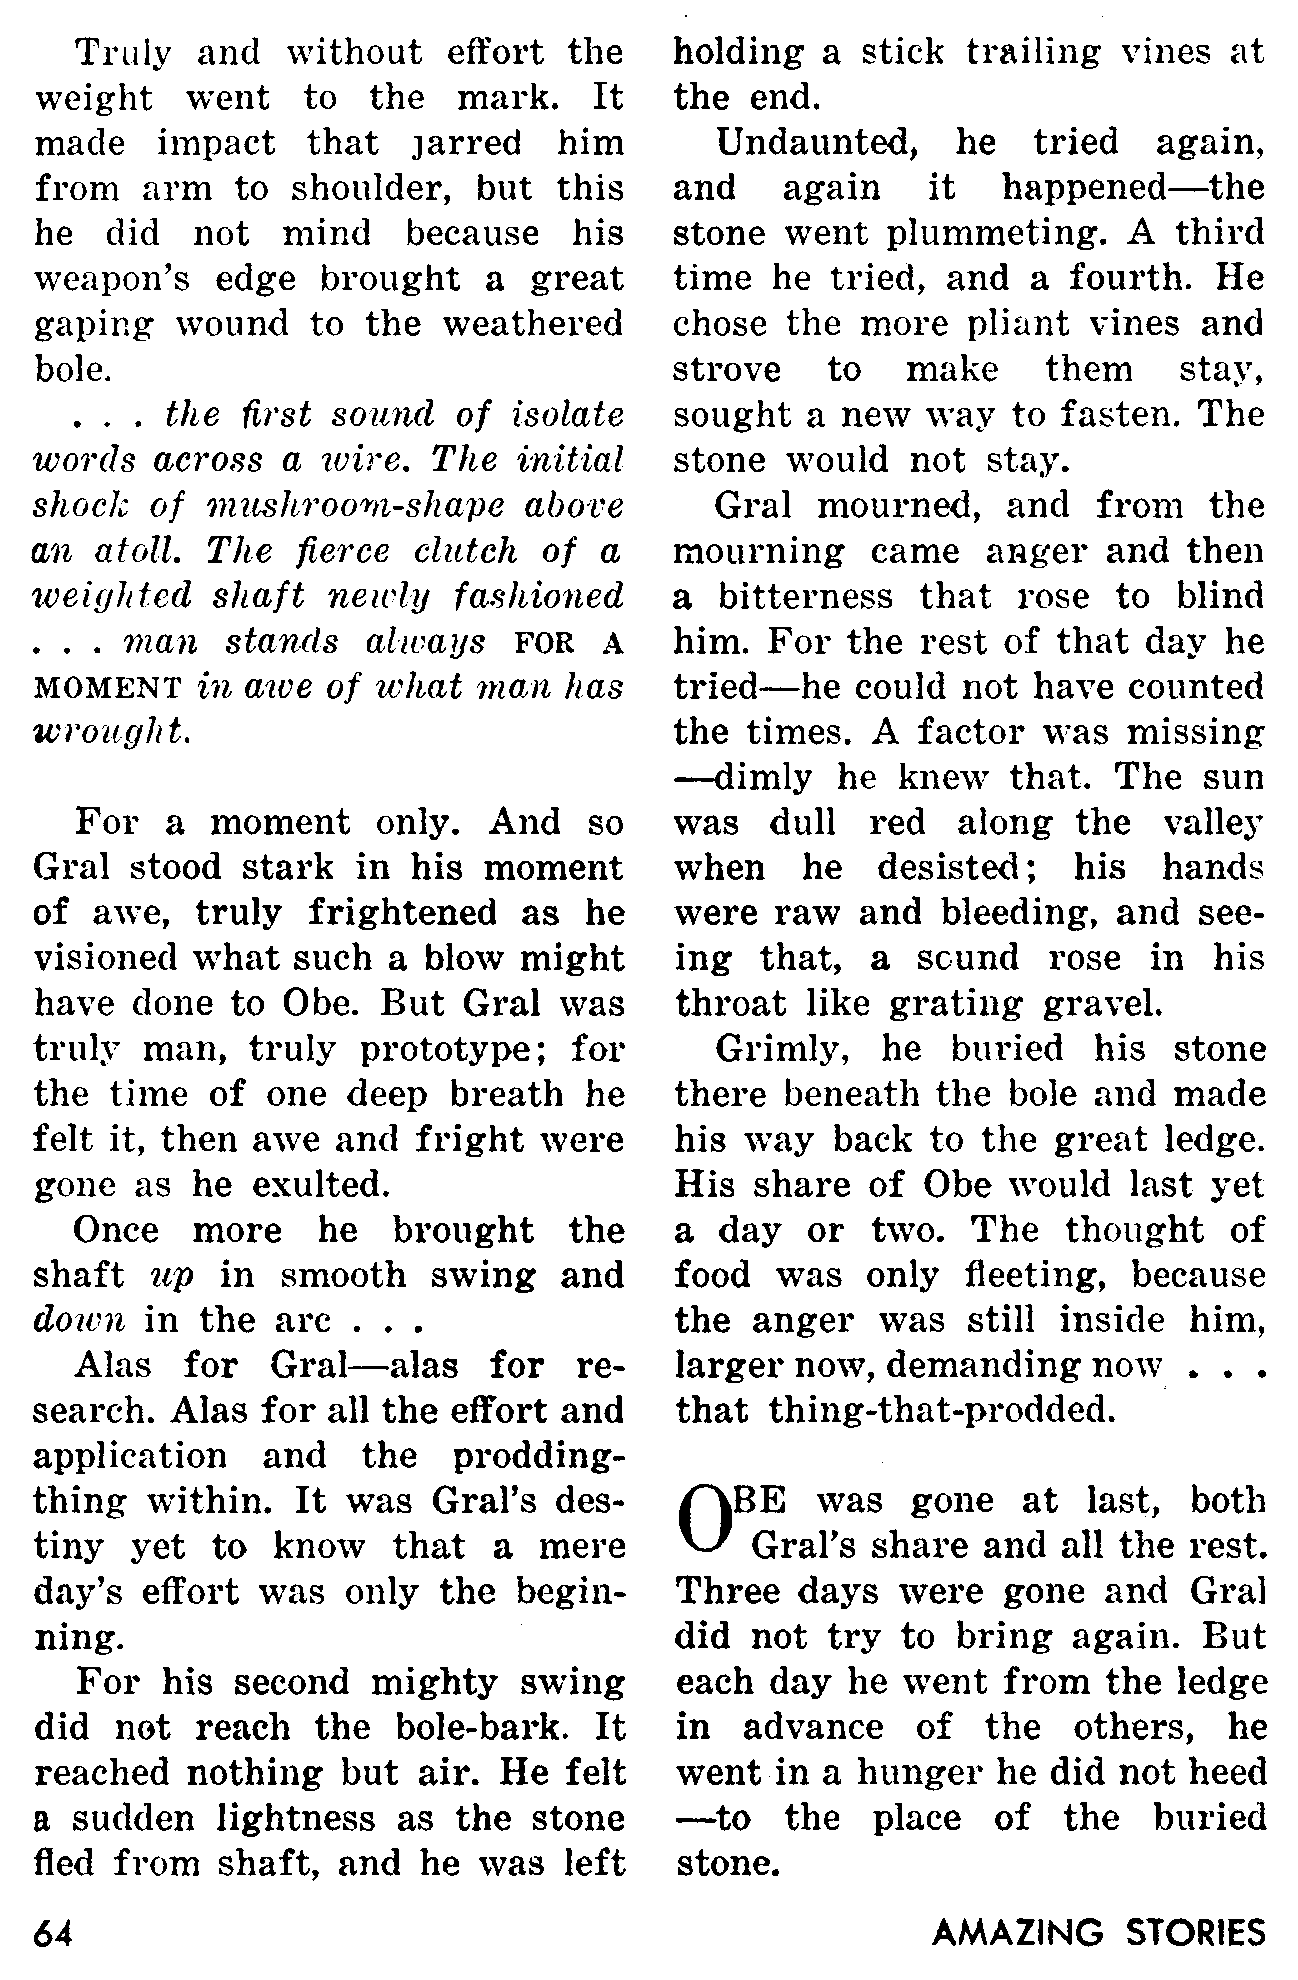 Truly and without effort the
weight went to the mark. It
made impact that jarred him
from arm to shoulder, but this
he did not mind because his
weapon's edge brought a great
gaping wound to the weathered
bole.
. . . the first sound of isolate
words across a wire. The initial
shock of mushroom-shape above
an atoll. The fierce clutch of a
weighted shaft newly fashioned
. . . man stands always FOR A
MOMENT in awe of what man has
wrought.
For a moment only. And so
Gral stood stark in his moment
of awe, truly frightened as he
visioned what such a blow might
have done to Obe. But Gral was
truly man, truly prototype; for
the time of one deep breath he
felt it, then awe and fright were
gone as he exulted.
Once more he brought the
shaft up in smooth swing and
down in the arc . . .
Alas for Gral—alas for re-
search. Alas for all the effort and
application and the prodding-
thing within. It was Gral's des-
tiny yet to know that a mere
day's effort was only the begin-
ning.
For his second mighty swing
did not reach the bole-bark. It
reached nothing but air. He felt
a sudden lightness as the stone
fled from shaft, and he was left
holding a stick trailing vines at
the end.
Undaunted, he tried again,
and again it happened—the
stone went plummeting. A third
time he tried, and a fourth. He
chose the more pliant vines and
strove to make them stay,
sought a new way to fasten. The
stone would not stay.
Gral mourned, and from the
mourning came anger and then
a bitterness that rose to blind
him. For the rest of that day he
tried—he could not have counted
the times. A factor was missing
—dimly he knew that. The sun
was dull red along the valley
when he desisted; his hands
were raw and bleeding, and see-
ing that, a sound rose in his
throat like grating gravel.
Grimly, he buried his stone
there beneath the bole and made
his way back to the great ledge.
His share of Obe would last yet
a day or two. The thought of
food was only fleeting, because
the anger was still inside him,
larger now, demanding now . . .
that thing-that-prodded.
OBE was gone at last, both
Gral's share and all the rest.
Three days were gone and Gral
did not try to bring again. But
each day he went from the ledge
in advance of the others, he
went in a hunger he did not heed
—to the place of the buried
stone.
64
AMAZING STORIES